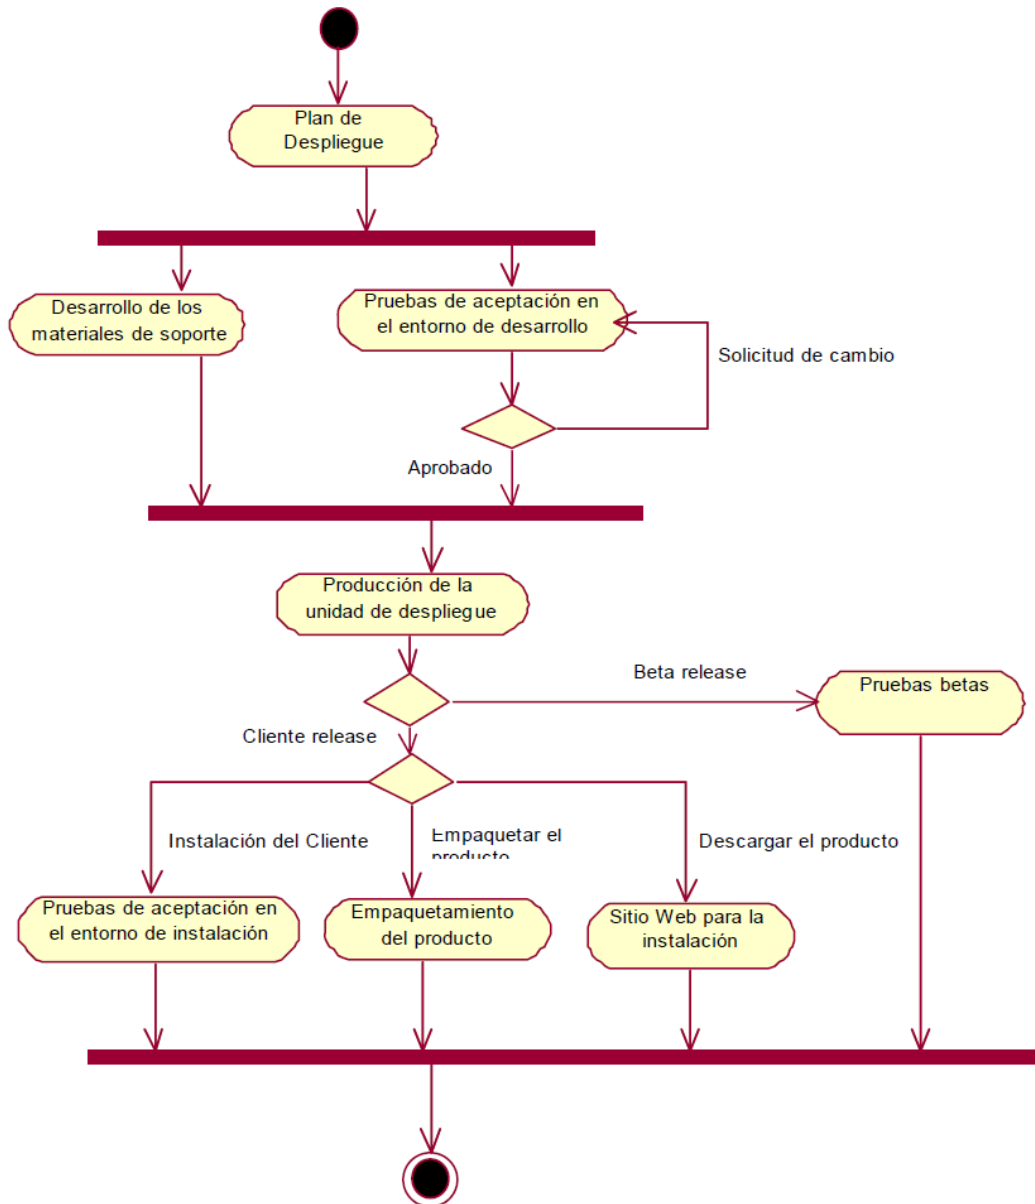 Plan de
Despliegue
Desarrollo de los
materiales de soporte
Pruebas de aceptación en
el entorno de desarrollo
Solicitud de cambio
Aprobado
Producción de la
unidad de despliegue
Beta release
Pruebas betas
Cliente release
Instalación del Cliente
Empaquetar el
producto
Descargar el producto
Pruebas de aceptación en
el entorno de instalación
Empaquetamiento
del producto
Sitio Web para la
instalación